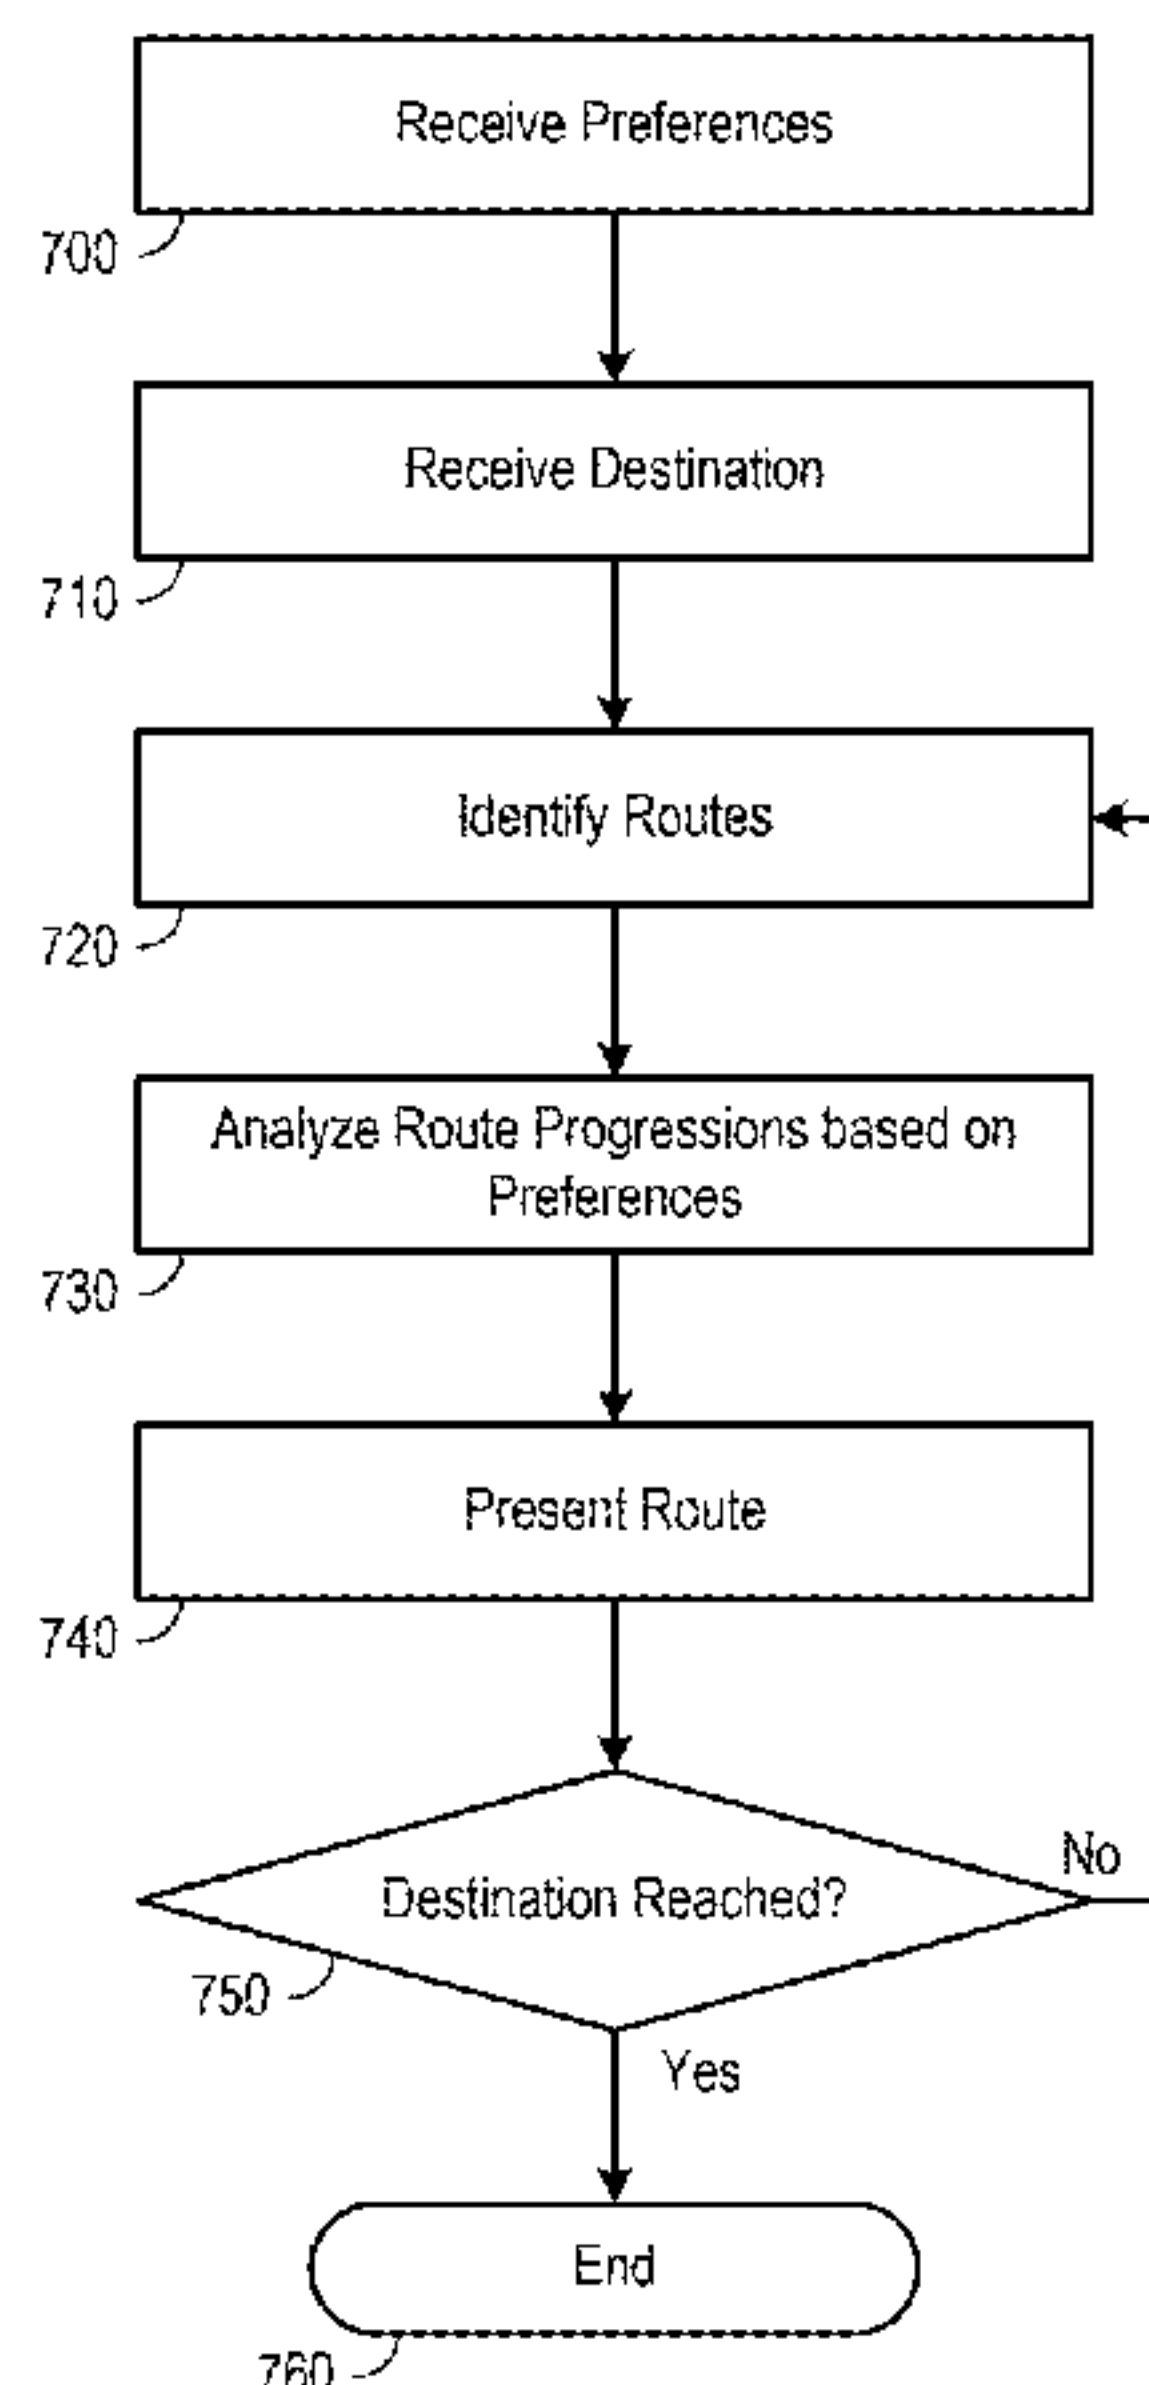 Receive Preferences
700
Receive Destination
710
Identify Routes
720
Analyze Route Progressions based on
Preferences
730
Present Route
740
Destination Reached?
No
750
Yes
End
760